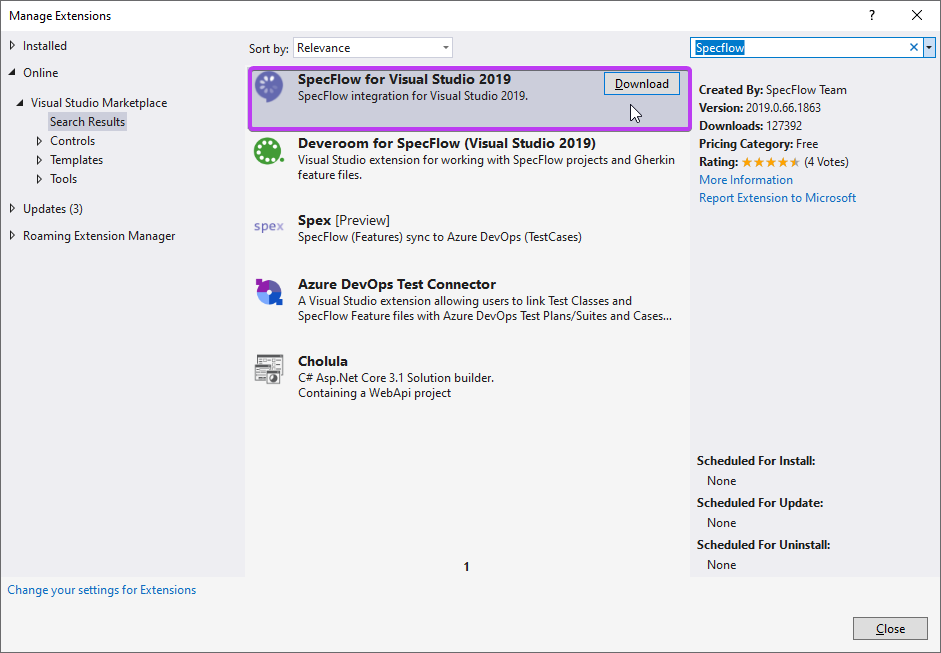 Manage Extensions
?
Installed
Online
Visual Studio Marketplace
Search Results
Controls
Templates
Tools
Updates (3)
Roaming Extension Manager
Sort by: Relevance
SpecFlow for Visual Studio 2019
SpecFlow integration for Visual Studio 2019.
Download
Deveroom for SpecFlow (Visual Studio 2019)
Visual Studio extension for working with SpecFlow projects and Gherkin
feature files.
spex
Spex [Preview]
SpecFlow (Features) sync to Azure DevOps (TestCases)
Azure DevOps Test Connector
A Visual Studio extension allowing users to link Test Classes and
SpecFlow Feature files with Azure DevOps Test Plans/Suites and Cases...
Cholula
C# Asp.Net Core 3.1 Solution builder.
Containing a WebApi project
1
Specflow
Created By: SpecFlow Team
Version: 2019.0.66.1863
Downloads: 127392
Pricing Category: Free
Rating: ★★★★★ (4 Votes)
More Information
Report Extension to Microsoft
Scheduled For Install:
None
Scheduled For Update:
None
Scheduled For Uninstall:
None
Change your settings for Extensions
Close